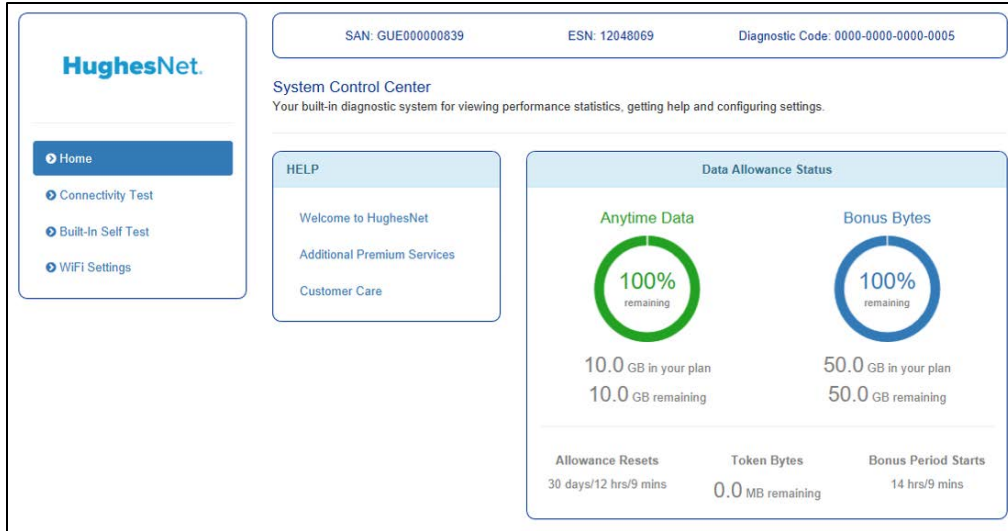 HughesNet.
SAN: GUE000000839 ESN: 12048069 Diagnostic Code: 0000-0000-0000-0005
System Control Center
Your built-in diagnostic system for viewing performance statistics, getting help and configuring settings.
Home
Connectivity Test
Built-In Self Test
WiFi Settings
HELP
Welcome to HughesNet
Additional Premium Services
Customer Care
Data Allowance Status
Anytime Data
100%
remaining
10.0 GB in your plan
10.0 GB remaining
Bonus Bytes
100%
remaining
50.0 GB in your plan
50.0 GB remaining
Allowance Resets
30 days/12 hrs/9 mins
Token Bytes
0.0 MB remaining
Bonus Period Starts
14 hrs/9 mins